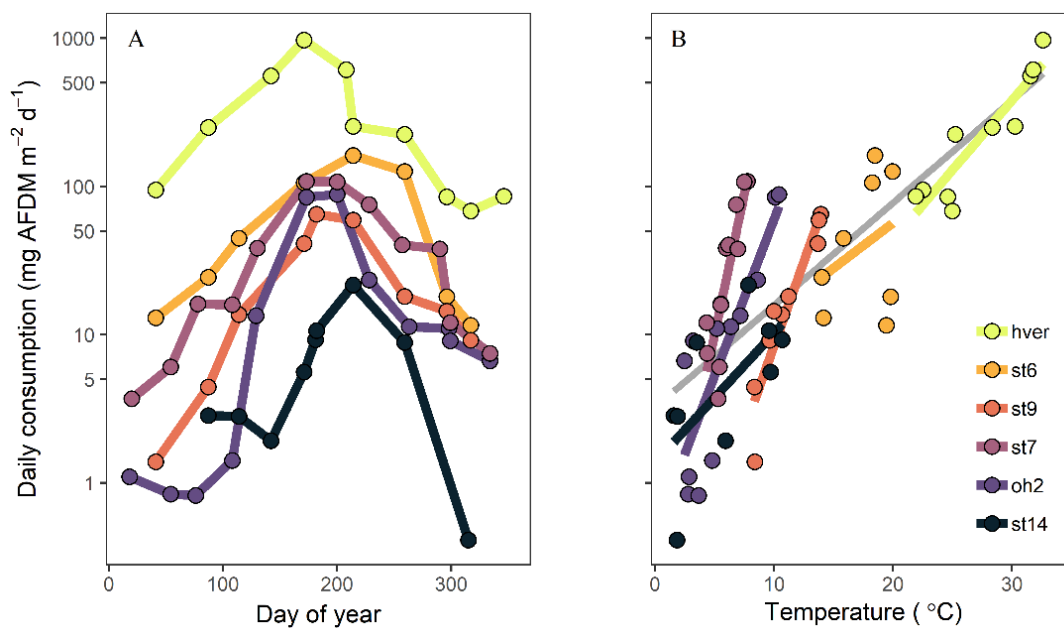 A
B
Daily consumption (mg AFDM m⁻² d⁻¹)
1000
500
100
50
10
5
1
0
100
200
300
Day of year
0
10
20
30
Temperature ( °C)
hver
st6
st9
st7
oh2
st14